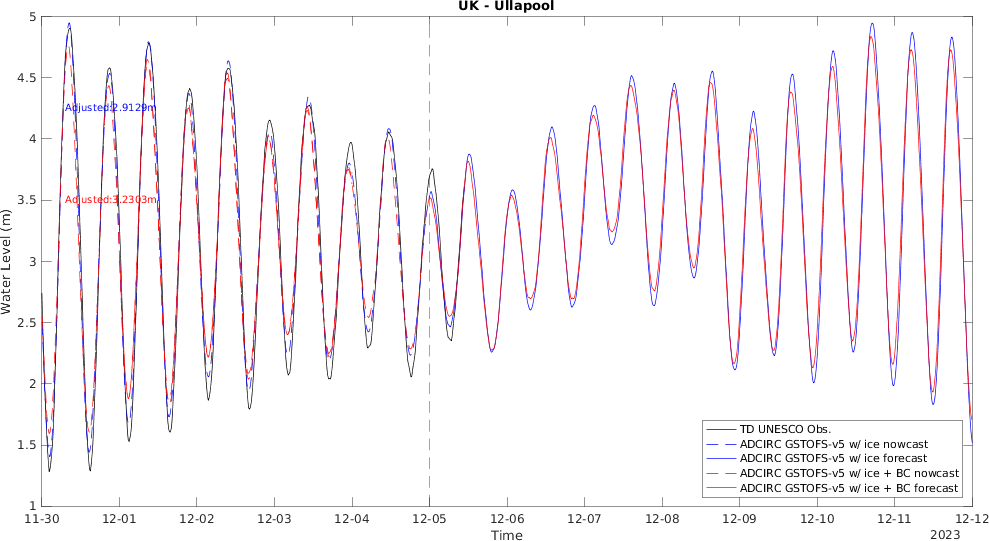 UK - Ullapool
5
4.5
4
3.5
3
2.5
2
1.5
1
Water Level (m)
Adjusted:2.9129m
Adjusted:3.2303m
TD UNESCO Obs.
ADCIRC GSTOFS-v5 w/ ice nowcast
ADCIRC GSTOFS-v5 w/ ice forecast
ADCIRC GSTOFS-v5 w/ ice + BC nowcast
ADCIRC GSTOFS-v5 w/ ice + BC forecast
11-30 12-01 12-02 12-03 12-04 12-05 12-06 12-07 12-08 12-09 12-10 12-11 12-12
Time
2023